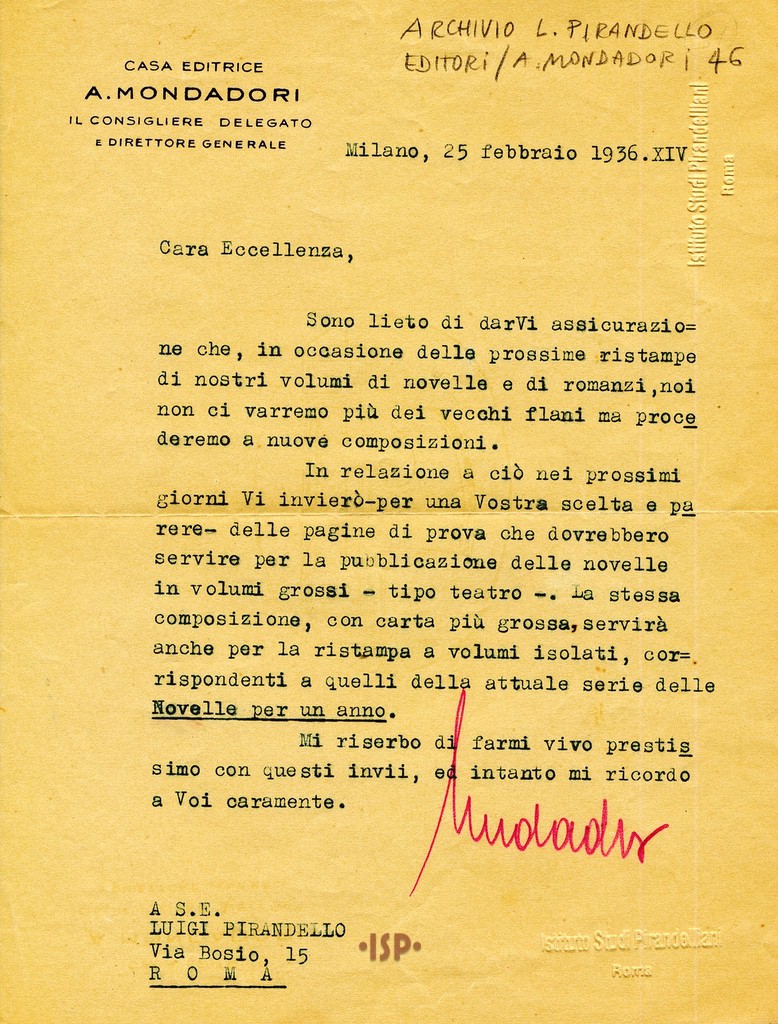 ARCHIVIO L. PIRANDELLO
EDITORI/A. MONDADORI 46
CASA EDITRICE
A. MONDADORI
IL CONSIGLIERE DELEGATO
E DIRETTORE GENERALE
Milano, 25 febbraio 1936.XIV
Istituto Studi Pirandelliani
Roma
Cara Eccellenza,
Sono lieto di darVi assicurazio=
ne che, in occasione delle prossime ristampe
di nostri volumi di novelle e di romanzi,noi
non ci varremo più dei vecchi flani ma proce
deremo a nuove composizioni.
In relazione a ciò nei prossimi
giorni Vi invierò-per una Vostra scelta e pa
rere- delle pagine di prova che dovrebbero
servire per la pubblicazione delle novelle
in volumi grossi - tipo teatro -. La stessa
composizione, con carta più grossa,servirà
anche per la ristampa a volumi isolati, cor=
rispondenti a quelli della attuale serie delle
Novelle per un anno.
Mi riserbo di farmi vivo prestis
simo con questi invii, ed intanto mi ricordo
a Voi caramente.
Mondadori
A S.E.
LUIGI PIRANDELLO
Via Bosio, 15
R O M A
•ISP•
Istituto Studi Pirandelliani
Roma